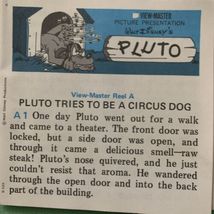 VIEW-MASTER
PICTURE PRESENTATION
Walt Disney's
PLUTO
View-Master Reel A
PLUTO TRIES TO BE A CIRCUS DOG
A 1 One day Pluto went out for a walk
and came to a theater. The front door was
locked, but a side door was open, and
through it came a delicious smell—raw
steak! Pluto's nose quivered, and he just
couldn't resist that aroma. He wandered
through the open door and into the back
part of the building.